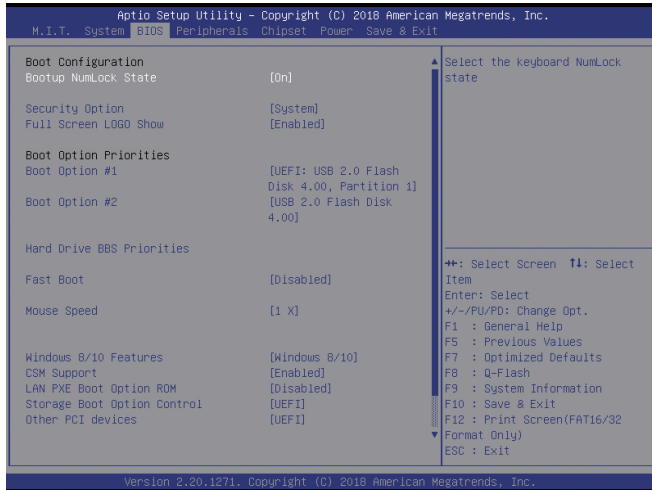 Aptio Setup Utility – Copyright (C) 2018 American Megatrends, Inc.
M.I.T. System BIOS Peripherals Chipset Power Save & Exit
Boot Configuration
Bootup NumLock State [On]
Security Option [System]
Full Screen LOGO Show [Enabled]
Boot Option Priorities
Boot Option #1 [UEFI: USB 2.0 Flash
Disk 4.00, Partition 1]
Boot Option #2 [USB 2.0 Flash Disk
4.00]
Hard Drive BBS Priorities
Fast Boot [Disabled]
Mouse Speed [1 X]
Windows 8/10 Features [Windows 8/10]
CSM Support [Enabled]
LAN PXE Boot Option ROM [Disabled]
Storage Boot Option Control [UEFI]
Other PCI devices [UEFI]
Select the keyboard NumLock
state
→←: Select Screen ↑↓: Select
Item
Enter: Select
+/-/PU/PD: Change Opt.
F1 : General Help
F5 : Previous Values
F7 : Optimized Defaults
F8 : Q-Flash
F9 : System Information
F10 : Save & Exit
F12 : Print Screen(FAT16/32
Format Only)
ESC : Exit
Version 2.20.1271. Copyright (C) 2018 American Megatrends, Inc.